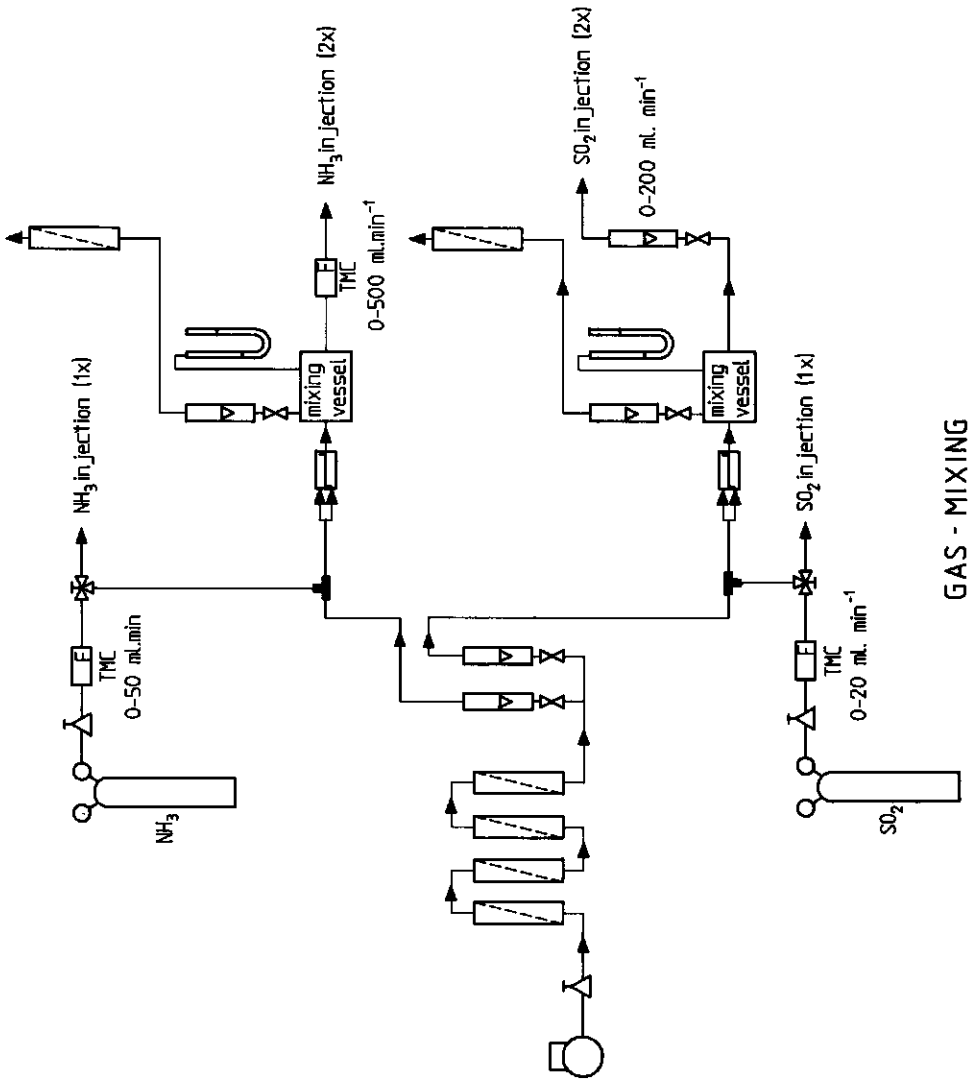 NH₃
TMC
0-50 ml.min
NH₃ injection (1x)
mixing
vessel
F
TMC
0-500 ml.min⁻¹
NH₃ injection (2x)
F
SO₂
F
TMC
0-20 ml. min⁻¹
SO₂ injection (1x)
mixing
vessel
SO₂ injection (2x)
0-200 ml. min⁻¹
GAS - MIXING